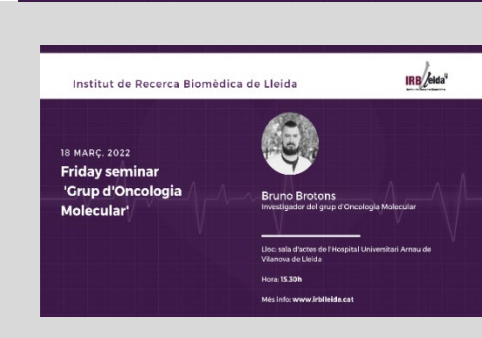 Institut de Recerca Biomèdica de Lleida
IRBLleida
18 MARÇ, 2022
Friday seminar
'Grup d'Oncologia
Molecular'
Bruno Brotons
Investigador del grup d'Oncologia Molecular
Lloc: sala d'actes de l'Hospital Universitari Arnau de
Vilanova de Lleida
Hora: 15.30h
Més info: www.irblleida.cat